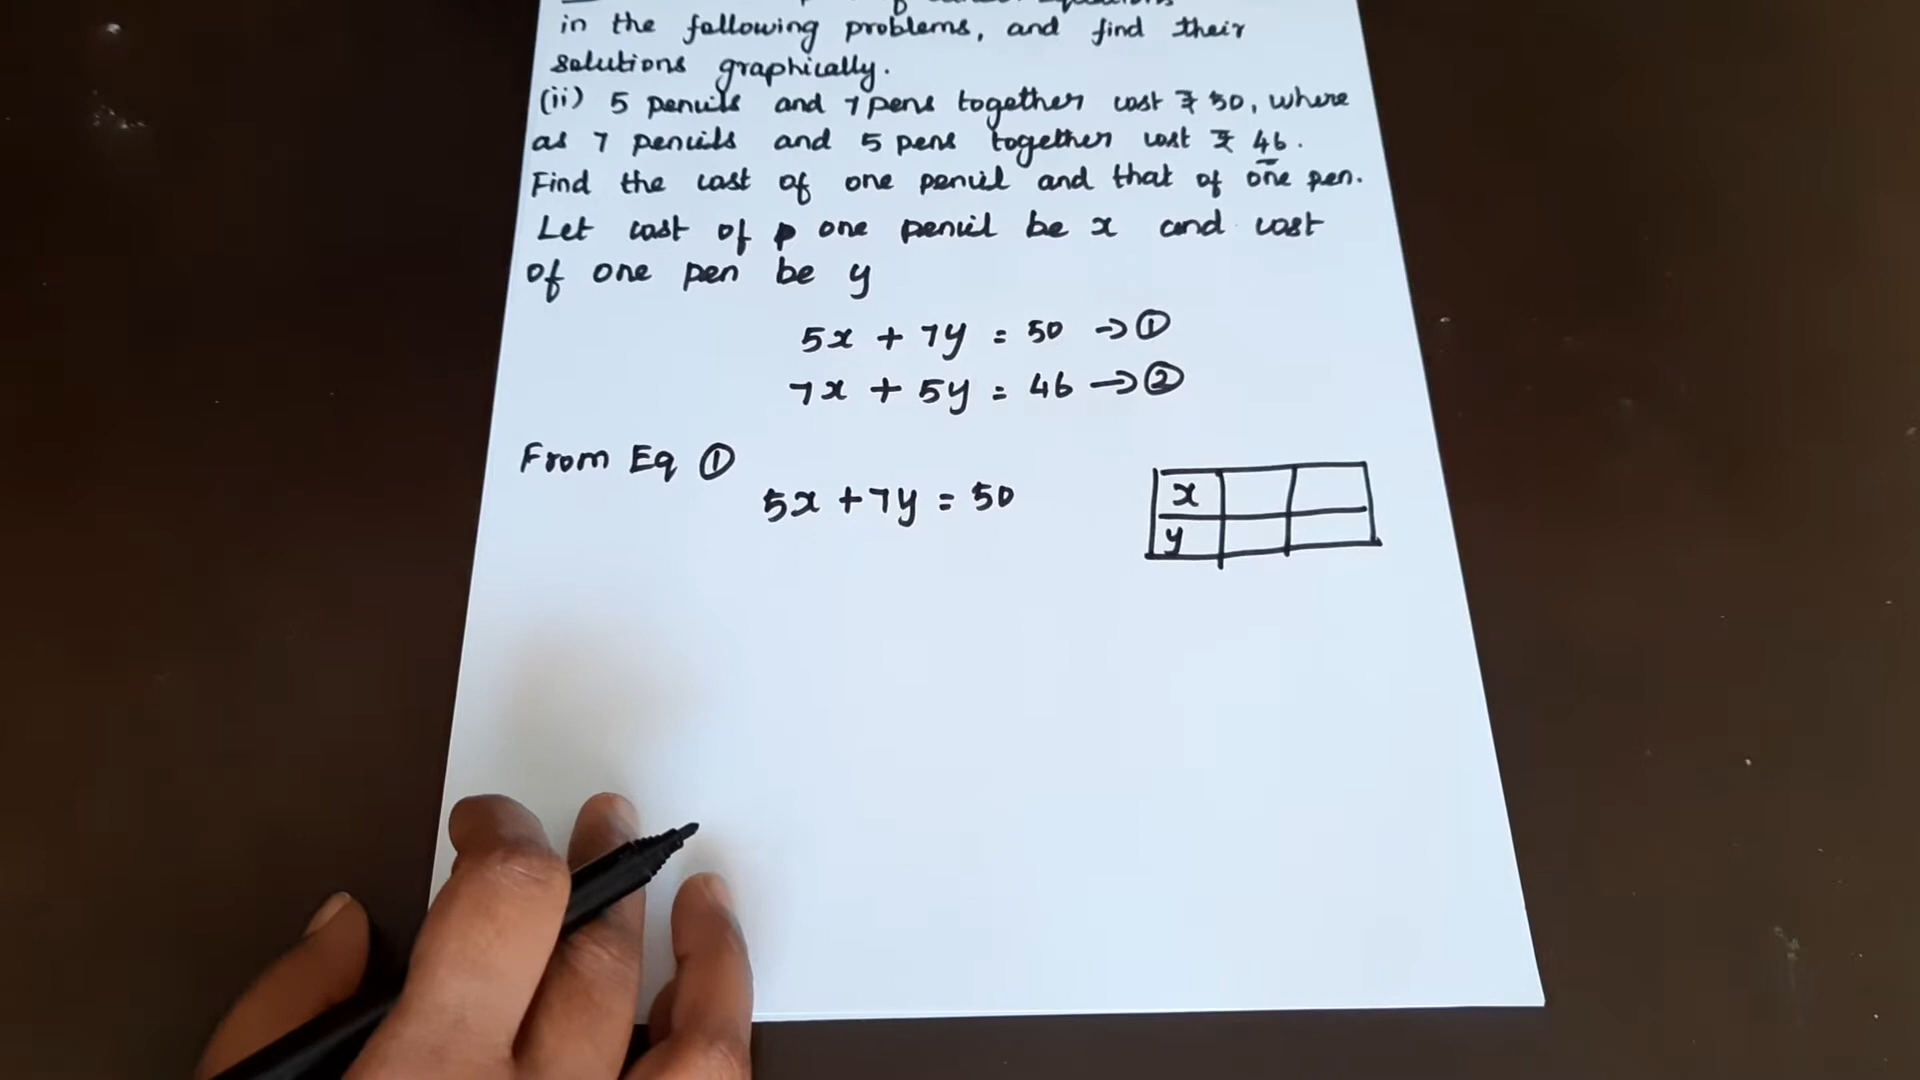 in the following problems, and find their
solutions graphically.
(ii) 5 pencils and 7 pens together cost ₹ 50, where
as 7 pencils and 5 pens together cost ₹ 46.
Find the cost of one pencil and that of one pen.
Let cost of p one pencil be x and cost
of one pen be y
5x + 7y = 50 → ①
7x + 5y = 46 → ②
From Eq ①
5x + 7y = 50
x
y